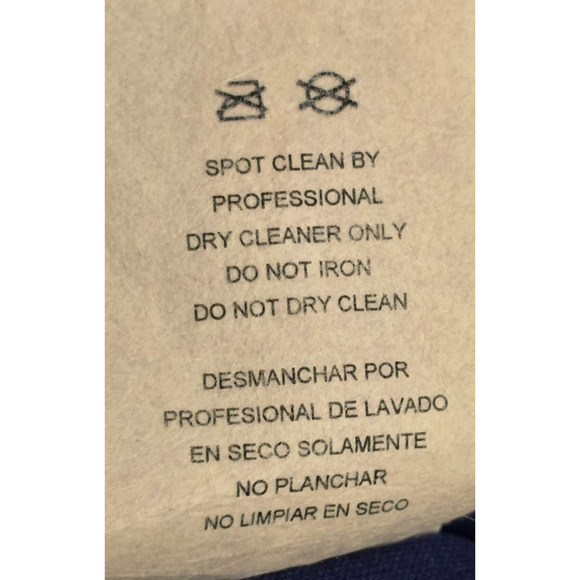 SPOT CLEAN BY
PROFESSIONAL
DRY CLEANER ONLY
DO NOT IRON
DO NOT DRY CLEAN
DESMANCHAR POR
PROFESIONAL DE LAVADO
EN SECO SOLAMENTE
NO PLANCHAR
NO LIMPIAR EN SECO